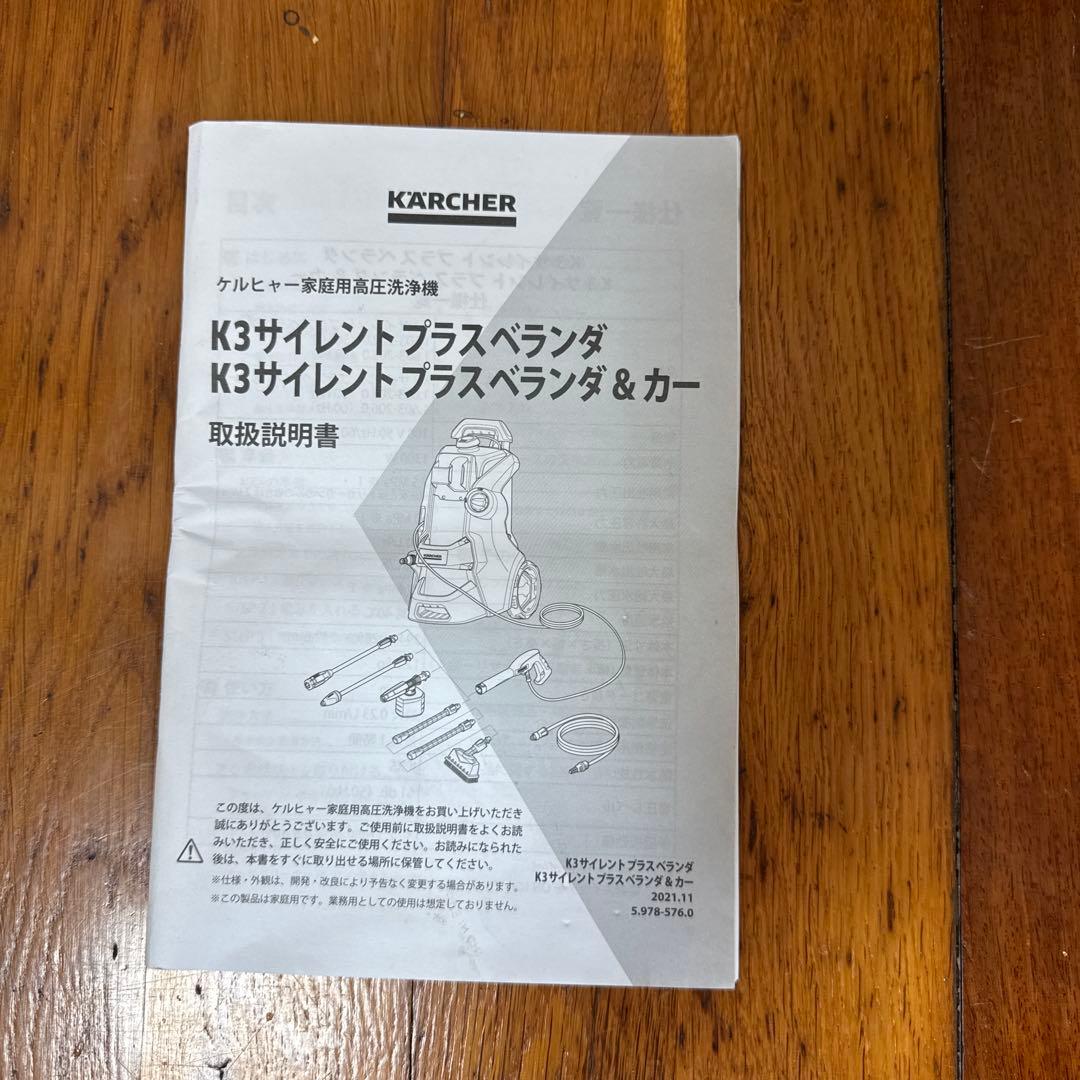 KÄRCHER
ケルヒャー家庭用高圧洗浄機
K3サイレント プラス ベランダ
K3サイレント プラス ベランダ & カー
取扱説明書
KÄRCHER
この度は、ケルヒャー家庭用高圧洗浄機をお買い上げいただき
誠にありがとうございます。ご使用前に取扱説明書をよくお読
みいただき、正しく安全にご使用ください。お読みになられた
後は、本書をすぐに取り出せる場所に保管してください。
※仕様・外観は、開発・改良により予告なく変更する場合があります。
※この製品は家庭用です。業務用としての使用は想定しておりません。
K3サイレント プラス ベランダ
K3サイレント プラス ベランダ & カー
2021.11
5.978-576.0